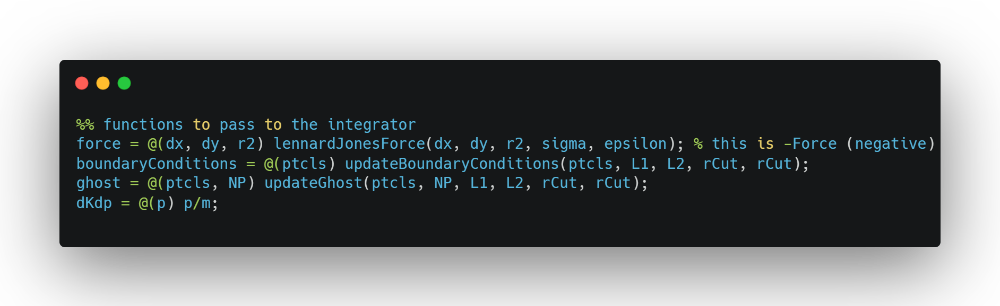 %% functions to pass to the integrator
force = @(dx, dy, r2) lennardJonesForce(dx, dy, r2, sigma, epsilon); % this is -Force (negative)
boundaryConditions = @(ptcls) updateBoundaryConditions(ptcls, L1, L2, rCut, rCut);
ghost = @(ptcls, NP) updateGhost(ptcls, NP, L1, L2, rCut, rCut);
dKdp = @(p) p/m;